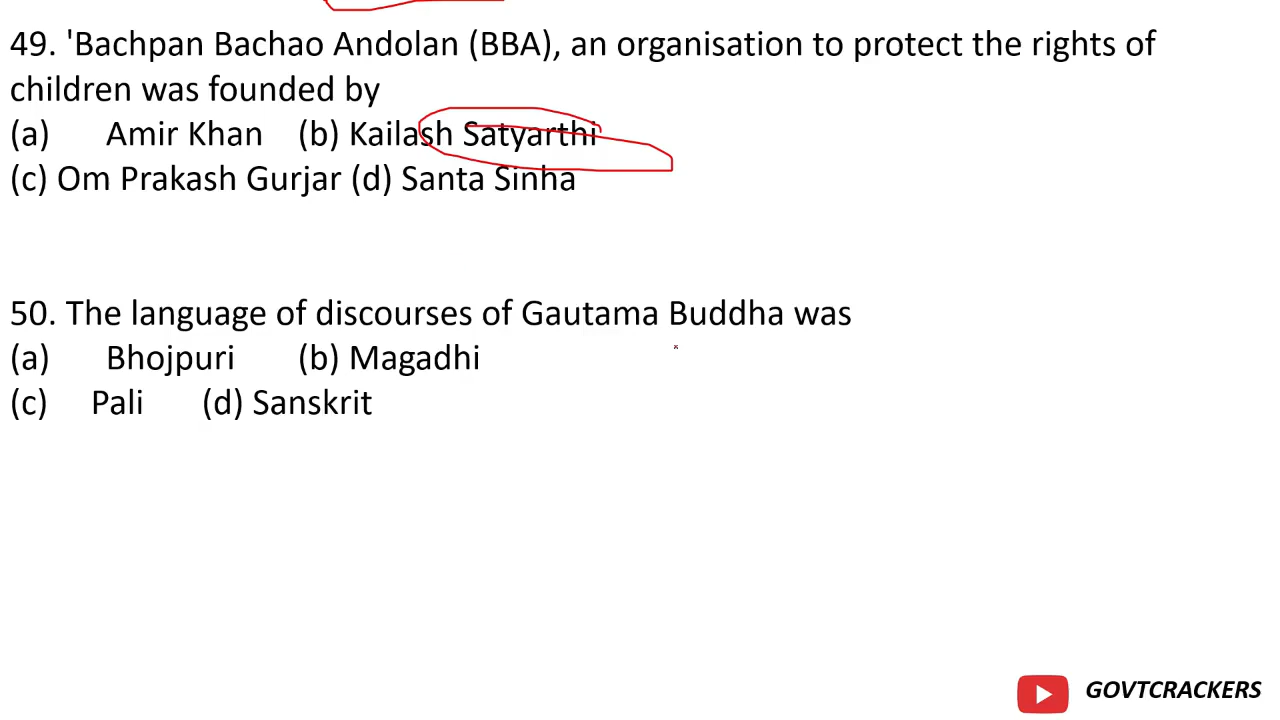 49. 'Bachpan Bachao Andolan (BBA), an organisation to protect the rights of
children was founded by
(a) Amir Khan (b) Kailash Satyarthi
(c) Om Prakash Gurjar (d) Santa Sinha
50. The language of discourses of Gautama Buddha was
(a) Bhojpuri (b) Magadhi
(c) Pali (d) Sanskrit
GOVTCRACKERS